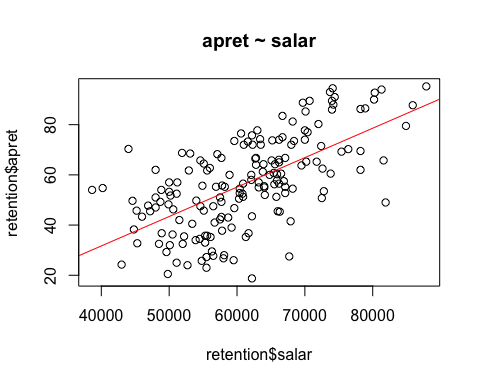 apret ~ salar
retention$apret
80
60
40
20
40000 50000 60000 70000 80000
retention$salar